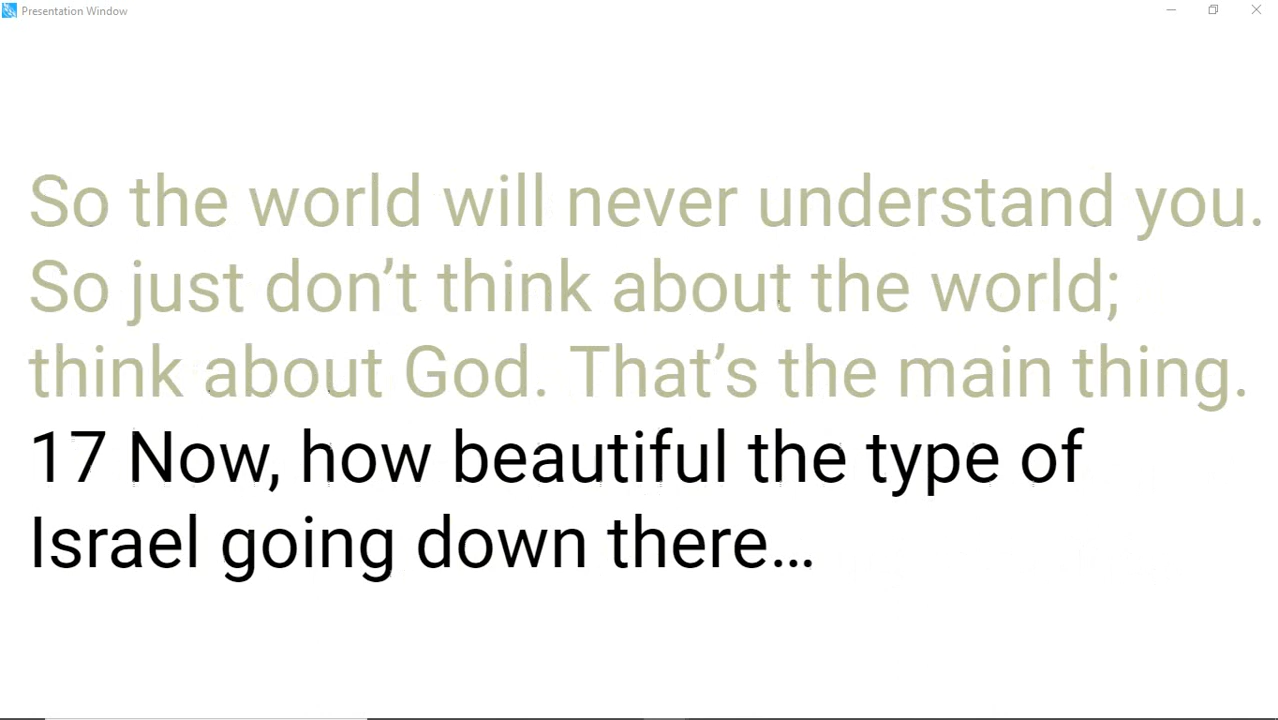 Presentation Window
So the world will never understand you.
So just don’t think about the world;
think about God. That’s the main thing.
17 Now, how beautiful the type of
Israel going down there…